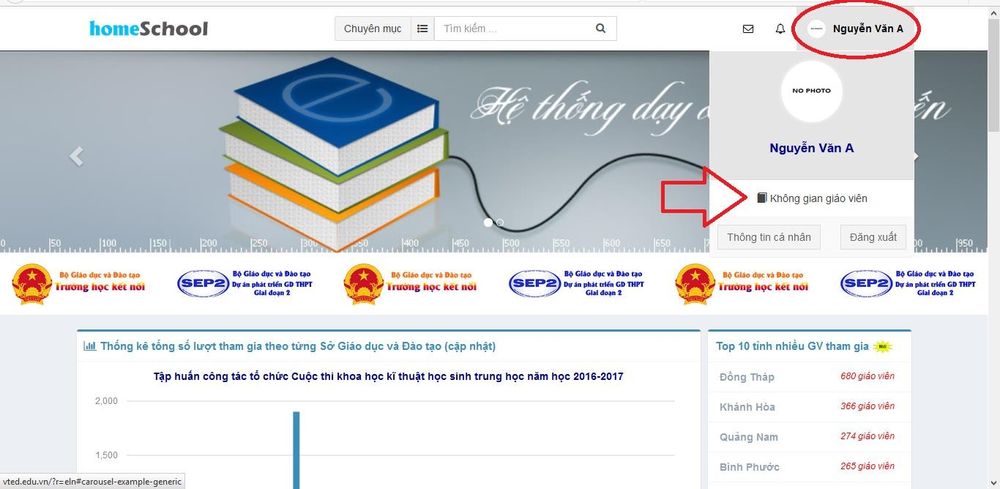 homeSchool
Chuyên mục
Tìm kiếm ...
Nguyễn Văn A
Hệ thống dạy
ến
NO PHOTO
Nguyễn Văn A
Không gian giáo viên
Thông tin cá nhân
Đăng xuất
0 |50 |100 |150 |200 |250 |300 |350 |400 |450 |500 |550 |600 |650 |950
Bộ Giáo dục và Đào tạo
Trường học kết nối
SEP2
Bộ Giáo dục và Đào tạo
Dự án phát triển GD THPT
Giai đoạn 2
Bộ Giáo dục và Đào tạo
Trường học kết nối
SEP2
Bộ Giáo dục và Đào tạo
Dự án phát triển GD THPT
Giai đoạn 2
Bộ Giáo dục và Đào tạo
Trường học kết nối
SEP2
Bộ Giáo dục và Đào tạo
Dự án phát triển GD THPT
Giai đoạn 2
Thống kê tổng số lượt tham gia theo từng Sở Giáo dục và Đào tạo (cập nhật)
Tập huấn công tác tổ chức Cuộc thi khoa học kĩ thuật học sinh trung học năm học 2016-2017
2,000
1,500
Top 10 tỉnh nhiều GV tham gia Mới
Đồng Tháp 680 giáo viên
Khánh Hòa 366 giáo viên
Quảng Nam 274 giáo viên
Bình Phước 265 giáo viên
vted.edu.vn/?r=eln#carousel-example-generic